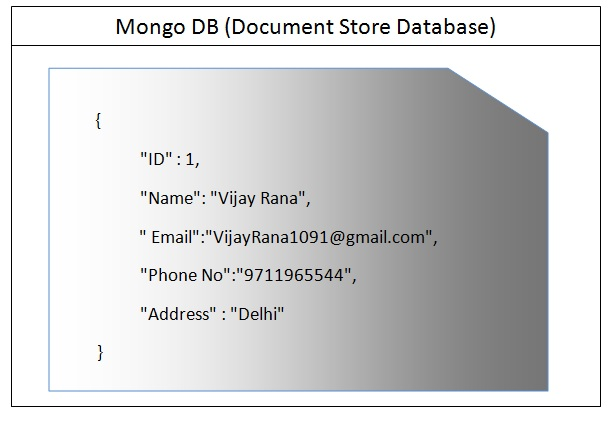 Mongo DB (Document Store Database)
{
"ID" : 1,
"Name": "Vijay Rana",
" Email":"VijayRana1091@gmail.com",
"Phone No":"9711965544",
"Address" : "Delhi"
}